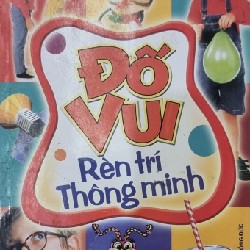 ĐỐ
VUI
Rèn trí
Thông minh